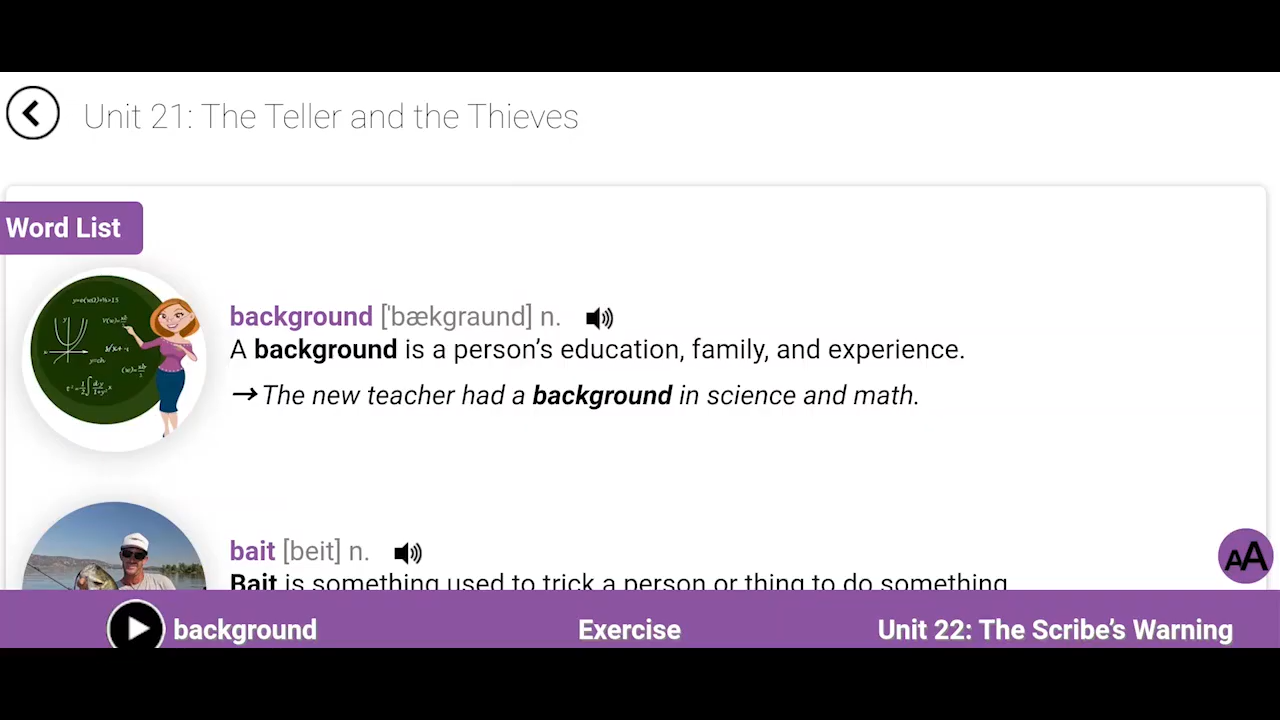 Unit 21: The Teller and the Thieves
Word List
background ['bækgraund] n.
A background is a person's education, family, and experience.
→ The new teacher had a background in science and math.
bait [beit] n.
Bait is something used to trick a person or thing to do something
AA
background
Exercise
Unit 22: The Scribe's Warning